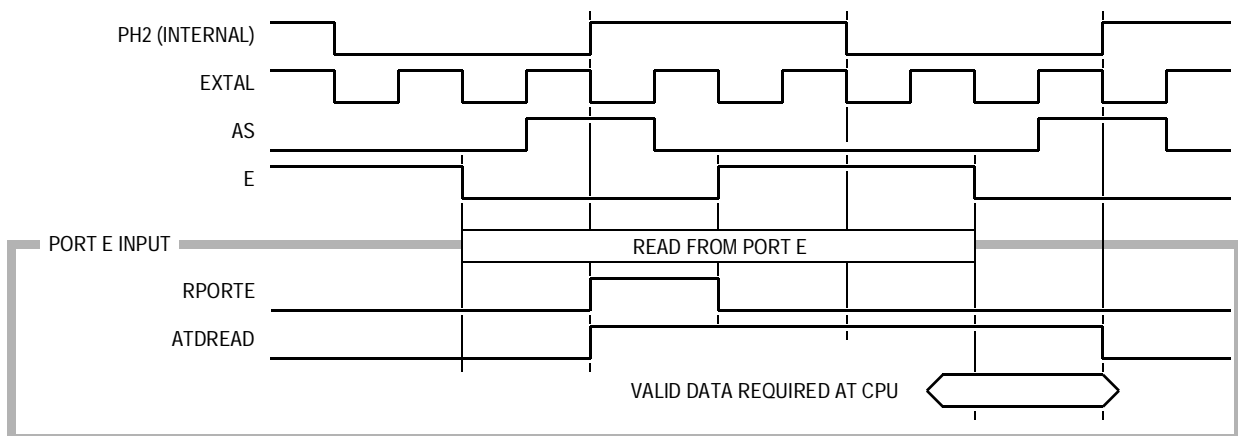 PH2 (INTERNAL)
EXTAL
AS
E
PORT E INPUT
READ FROM PORT E
RPORTE
ATDREAD
VALID DATA REQUIRED AT CPU